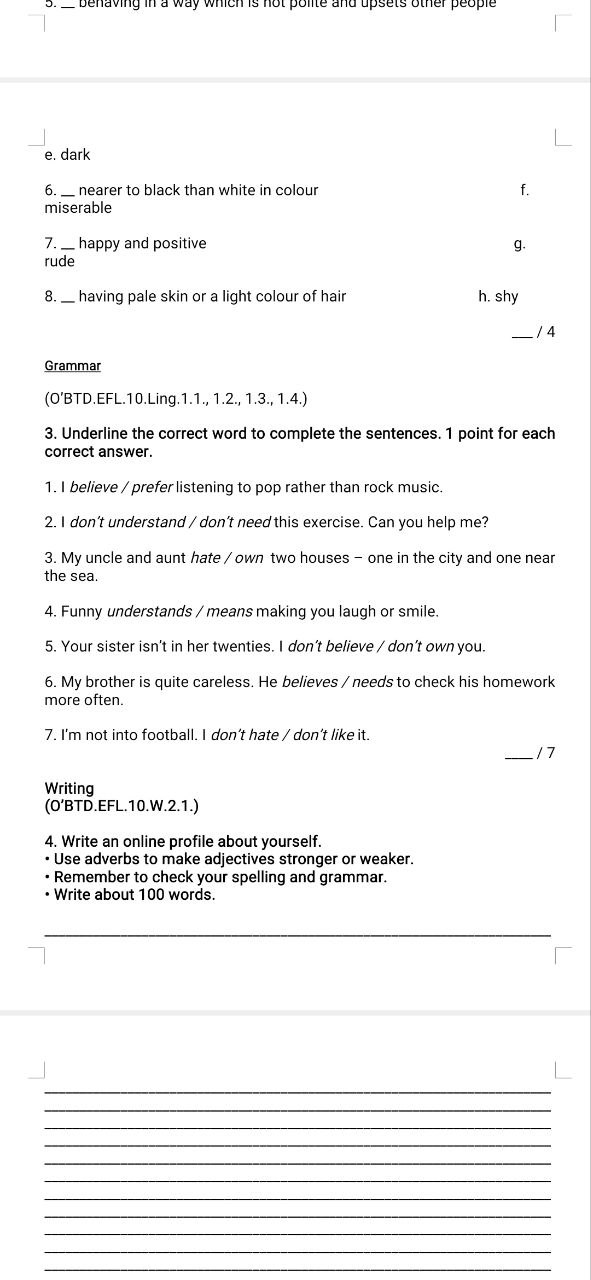 5. __ behaving in a way which is not polite and upsets other people
e. dark
6. __ nearer to black than white in colour f.
miserable
7. __ happy and positive g.
rude
8. __ having pale skin or a light colour of hair h. shy
___ / 4
Grammar
(O’BTD.EFL.10.Ling.1.1., 1.2., 1.3., 1.4.)
3. Underline the correct word to complete the sentences. 1 point for each
correct answer.
1. I believe / prefer listening to pop rather than rock music.
2. I don’t understand / don’t need this exercise. Can you help me?
3. My uncle and aunt hate / own two houses – one in the city and one near
the sea.
4. Funny understands / means making you laugh or smile.
5. Your sister isn’t in her twenties. I don’t believe / don’t own you.
6. My brother is quite careless. He believes / needs to check his homework
more often.
7. I’m not into football. I don’t hate / don’t like it.
____ / 7
Writing
(O’BTD.EFL.10.W.2.1.)
4. Write an online profile about yourself.
• Use adverbs to make adjectives stronger or weaker.
• Remember to check your spelling and grammar.
• Write about 100 words.